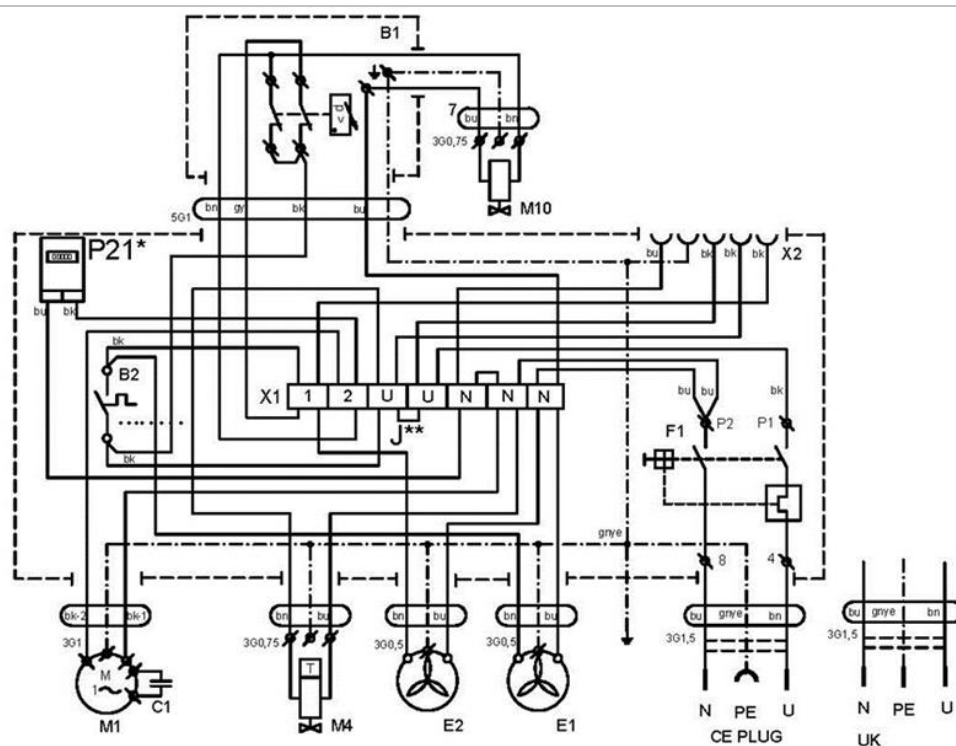 B1
7
bu
bn
3G0,75
M10
5G1
bn
gy
bk
bu
P21*
00000
bu
bk
bu
bk
bk
bk
X2
bk
B2
bk
X1
1
2
U
U
N
N
N
J**
bu
bu
bk
P2
P1
F1
gnye
8
4
bk-2
bk-1
3G1
bn
bu
3G0,75
bn
bu
3G0,5
bn
bu
3G0,5
bu
gnye
bn
3G1,5
bu
gnye
bn
3G1,5
M
1
C1
M1
T
M4
E2
E1
N
PE
U
CE PLUG
N
PE
U
UK